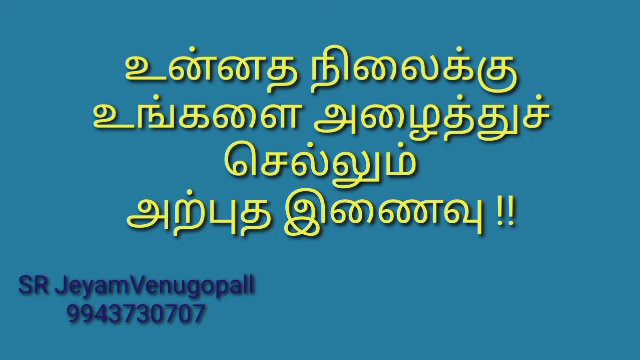 உன்னத நிலைக்கு
உங்களை அழைத்துச்
செல்லும்
அற்புத இணைவு !!
SR JeyamVenugopall
9943730707